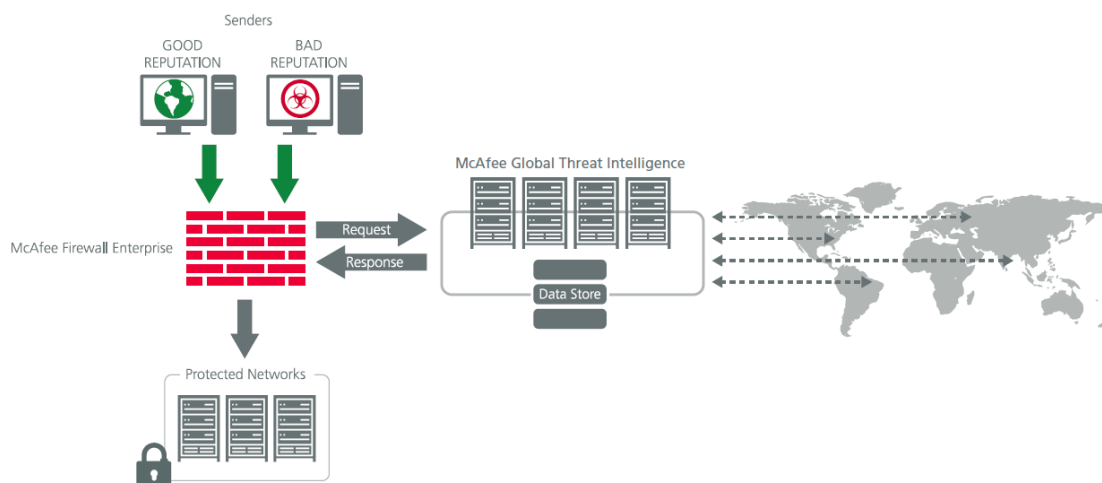 Senders
GOOD
REPUTATION
BAD
REPUTATION
McAfee Global Threat Intelligence
McAfee Firewall Enterprise
Request
Response
Data Store
Protected Networks